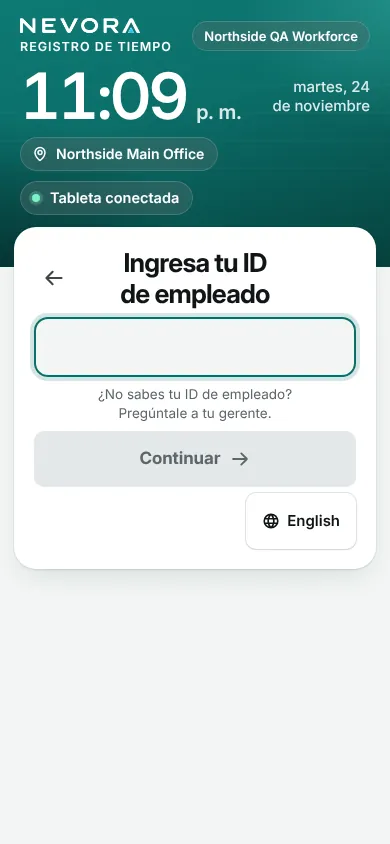 NEVORA
REGISTRO DE TIEMPO
Northside QA Workforce
11:09 p. m.
martes, 24
de noviembre
Northside Main Office
Tableta conectada
Ingresa tu ID
de empleado
¿No sabes tu ID de empleado?
Pregúntale a tu gerente.
Continuar
English